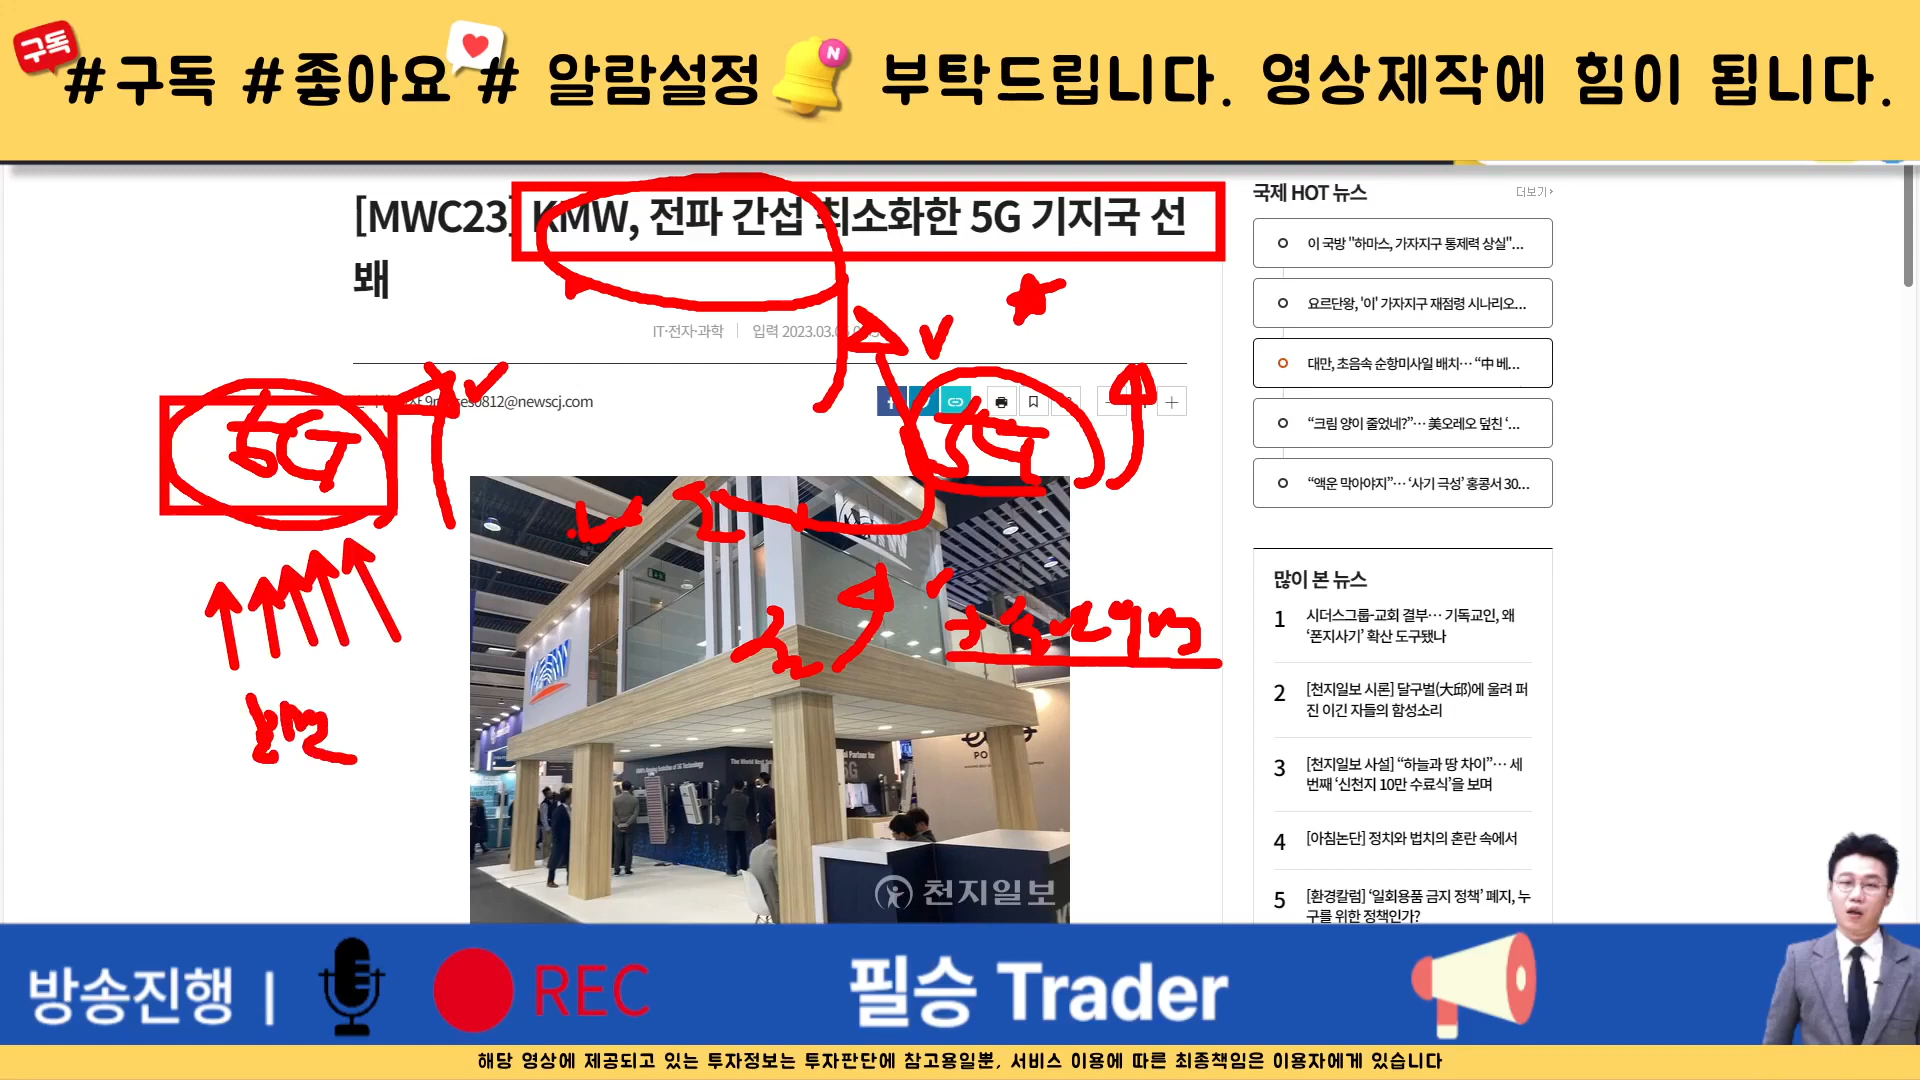 구독
#구독 #좋아요 # 알람설정 N 부탁드립니다. 영상제작에 힘이 됩니다.
[MWC23] KMW, 전파 간섭 최소화한 5G 기지국 선
봬
IT·전자·과학
입력 2023.03.
0812@newscj.com
5G
KMW
천지일보
국제 HOT 뉴스
더보기
이 국방 "하마스, 가자지구 통제력 상실"...
요르단왕, '이' 가자지구 재점령 시나리오...
대만, 초음속 순항미사일 배치… “中 베...
“크림 양이 줄었네?”… 美오레오 덮친 ‘...
“액운 막아야지”… ‘사기 극성’ 홍콩서 30...
많이 본 뉴스
1 시더스그룹-교회 결부… 기독교인, 왜
‘폰지사기’ 확산 도구됐나
2 [천지일보 시론] 달구벌(大邱)에 울려 퍼
진 이긴 자들의 함성소리
3 [천지일보 사설] “하늘과 땅 차이”… 세
번째 ‘신천지 10만 수료식’을 보며
4 [아침논단] 정치와 법치의 혼란 속에서
5 [환경칼럼] ‘일회용품 금지 정책’ 폐지, 누
구를 위한 정책인가?
방송진행 |
REC
필승 Trader
해당 영상에 제공되고 있는 투자정보는 투자판단에 참고용일뿐, 서비스 이용에 따른 최종책임은 이용자에게 있습니다